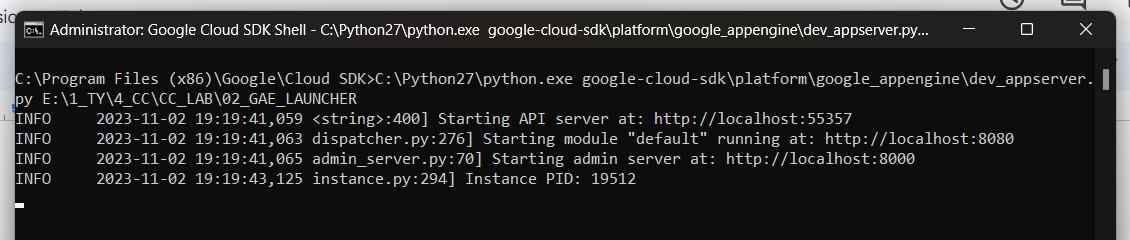 Administrator: Google Cloud SDK Shell - C:\Python27\python.exe google-cloud-sdk\platform\google_appengine\dev_appserver.py...
C:\Program Files (x86)\Google\Cloud SDK>C:\Python27\python.exe google-cloud-sdk\platform\google_appengine\dev_appserver.
py E:\1_TY\4_CC\CC_LAB\02_GAE_LAUNCHER
INFO     2023-11-02 19:19:41,059 <string>:400] Starting API server at: http://localhost:55357
INFO     2023-11-02 19:19:41,063 dispatcher.py:276] Starting module "default" running at: http://localhost:8080
INFO     2023-11-02 19:19:41,065 admin_server.py:70] Starting admin server at: http://localhost:8000
INFO     2023-11-02 19:19:43,125 instance.py:294] Instance PID: 19512